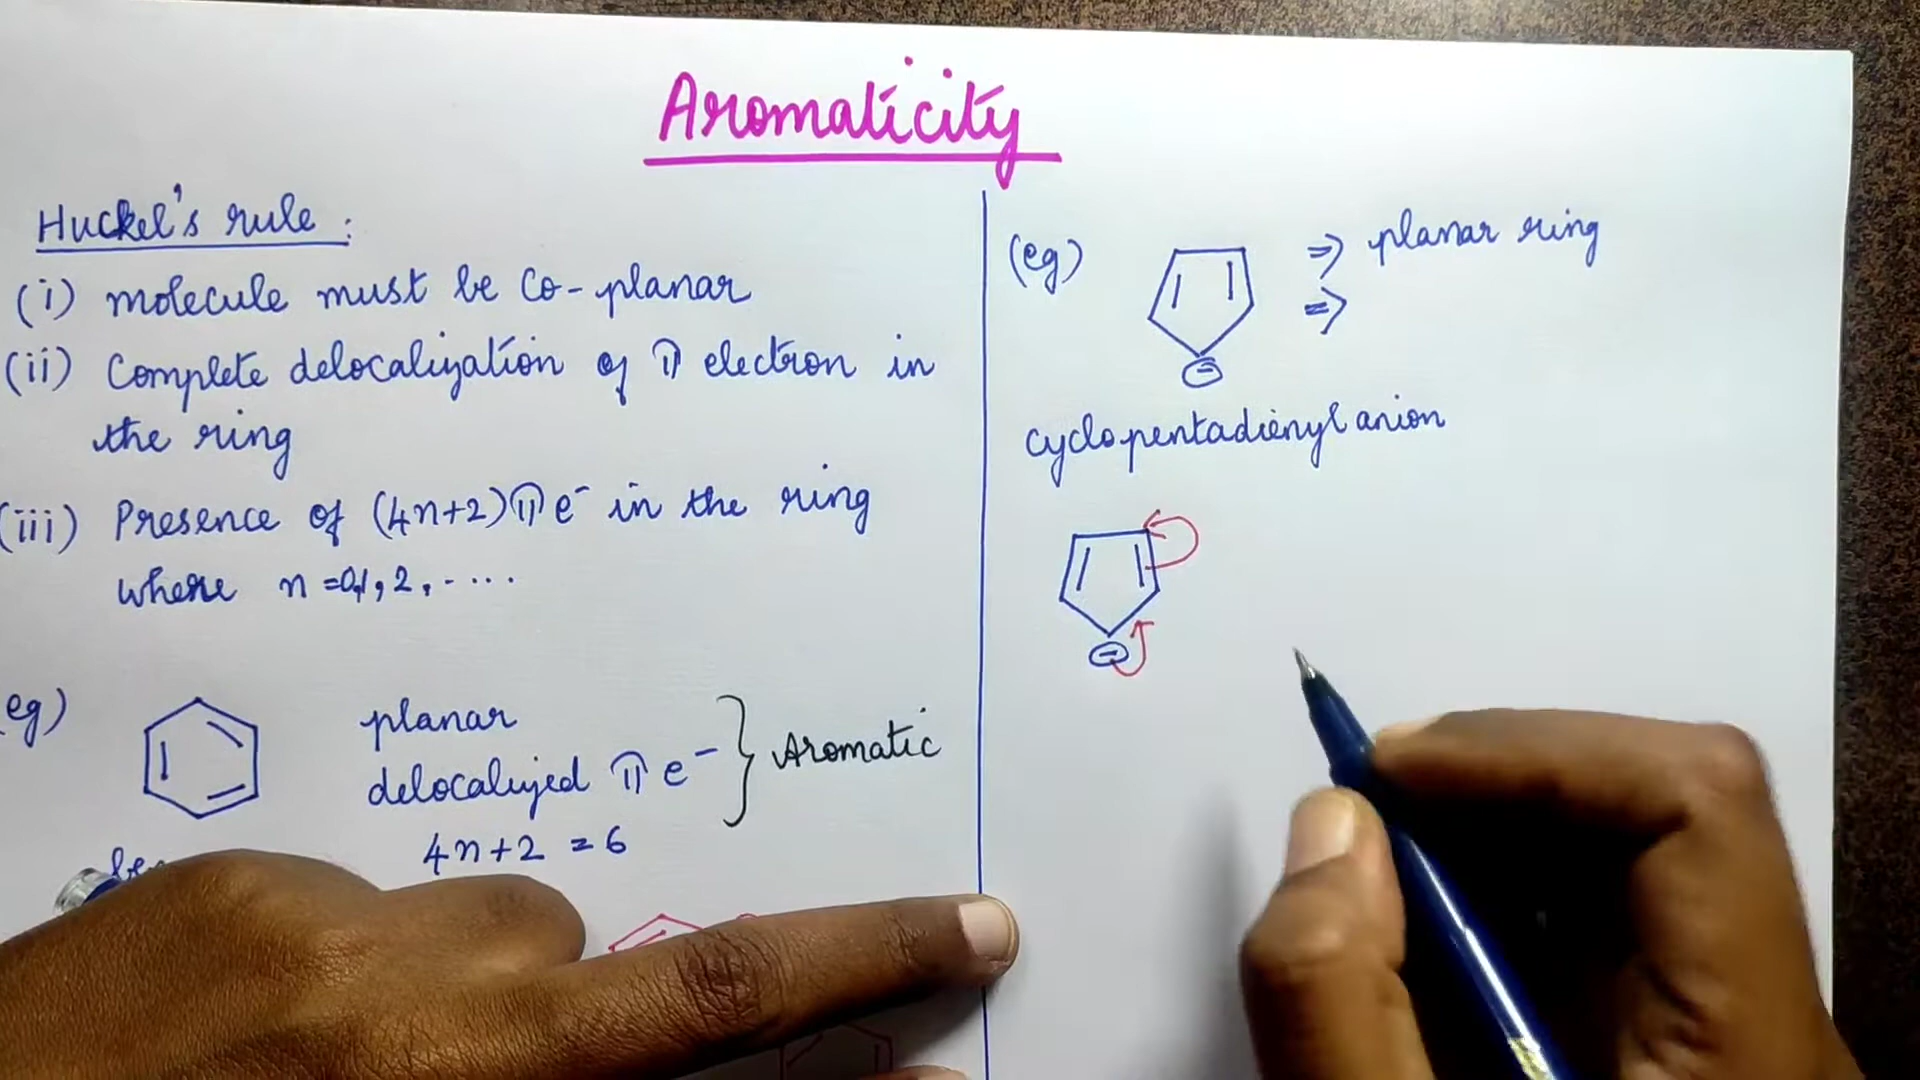 Aromaticity
Huckel's rule :
(i) molecule must be co-planar
(ii) Complete delocalization of π electron in
the ring
(iii) Presence of (4n+2)π e⁻ in the ring
where n =0,1,2,....
eg)
planar
delocalized π e⁻ } Aromatic
4n+2 = 6
(eg) ⇒ planar ring
⇒
⊖
cyclopentadienyl anion
⊖